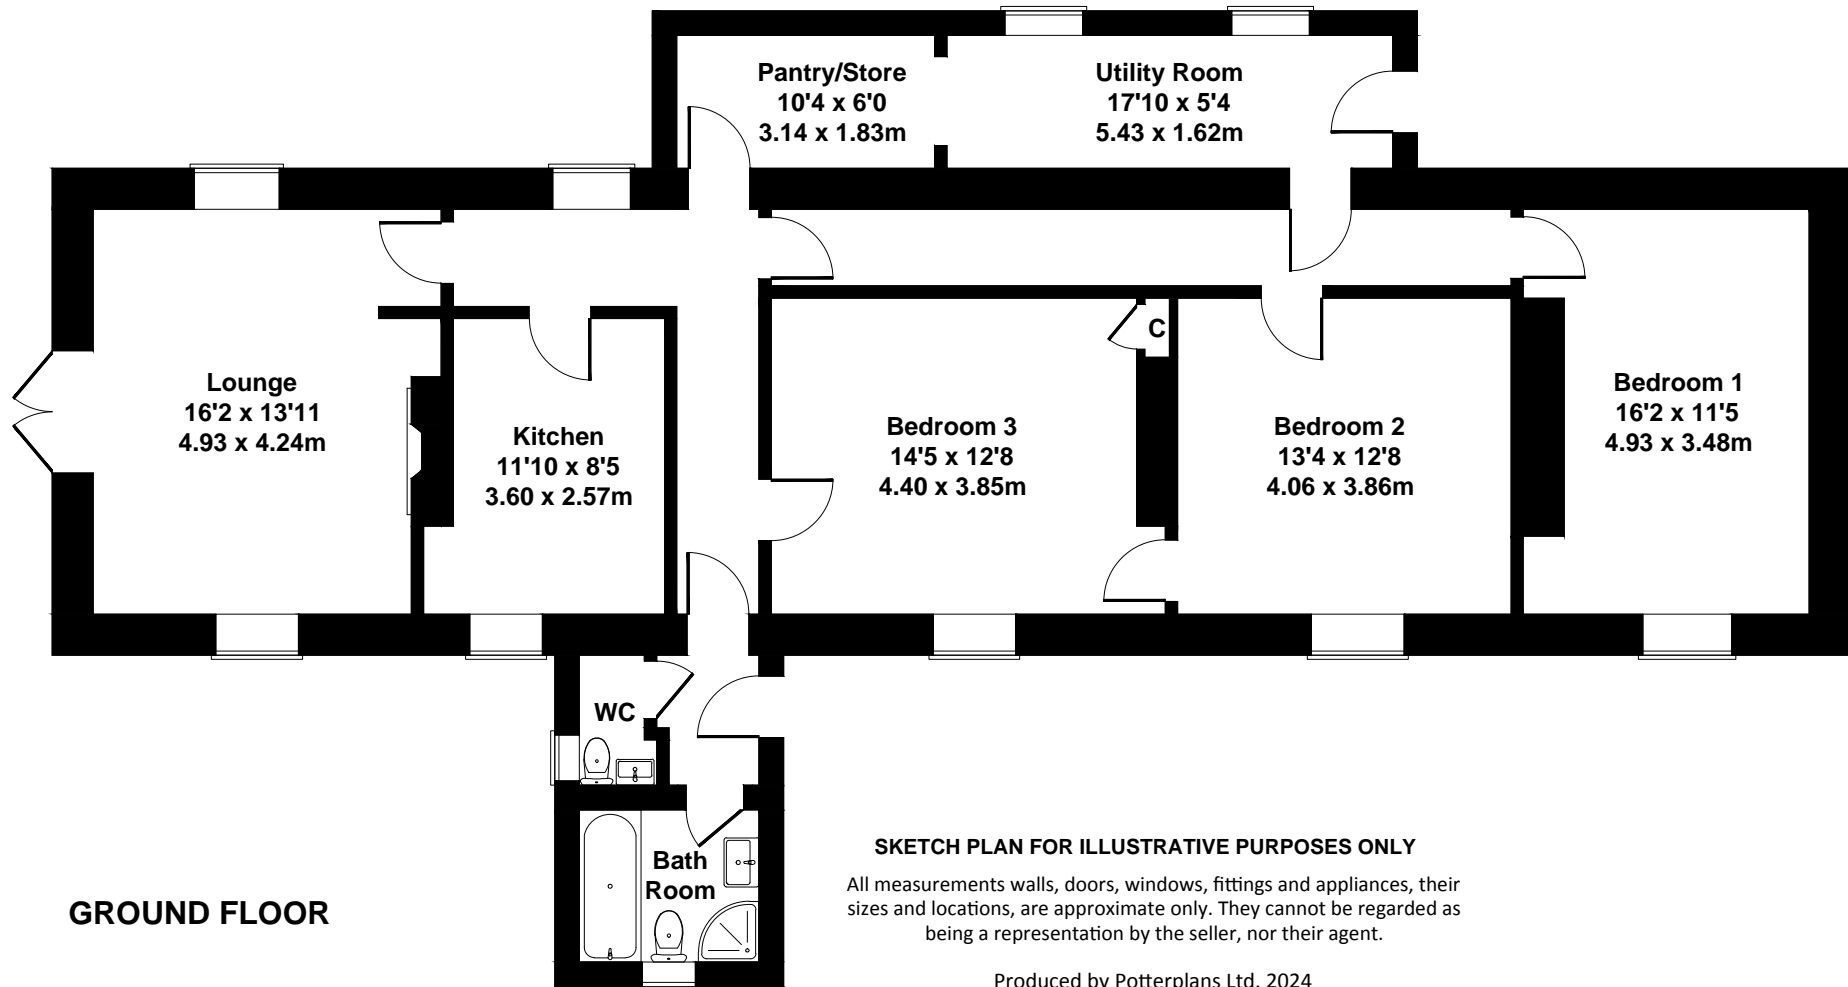 Pantry/Store
10'4 x 6'0
3.14 x 1.83m
Utility Room
17'10 x 5'4
5.43 x 1.62m
Lounge
16'2 x 13'11
4.93 x 4.24m
Kitchen
11'10 x 8'5
3.60 x 2.57m
Bedroom 3
14'5 x 12'8
4.40 x 3.85m
C
Bedroom 2
13'4 x 12'8
4.06 x 3.86m
Bedroom 1
16'2 x 11'5
4.93 x 3.48m
WC
Bath
Room
GROUND FLOOR
SKETCH PLAN FOR ILLUSTRATIVE PURPOSES ONLY
All measurements walls, doors, windows, fittings and appliances, their
sizes and locations, are approximate only. They cannot be regarded as
being a representation by the seller, nor their agent.
Produced by Potterplans Ltd. 2024